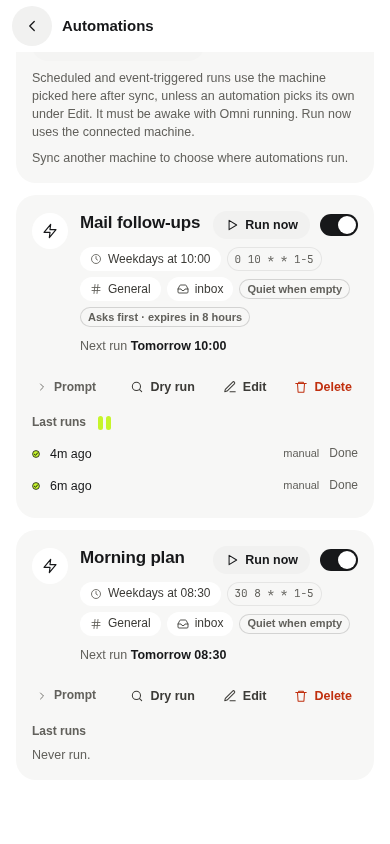 Automations
Scheduled and event-triggered runs use the machine
picked here after sync, unless an automation picks its own
under Edit. It must be awake with Omni running. Run now
uses the connected machine.
Sync another machine to choose where automations run.
Mail follow-ups
Run now
Weekdays at 10:00
0 10 * * 1-5
General
inbox
Quiet when empty
Asks first · expires in 8 hours
Next run Tomorrow 10:00
Prompt
Dry run
Edit
Delete
Last runs
4m ago
manual
Done
6m ago
manual
Done
Morning plan
Run now
Weekdays at 08:30
30 8 * * 1-5
General
inbox
Quiet when empty
Next run Tomorrow 08:30
Prompt
Dry run
Edit
Delete
Last runs
Never run.